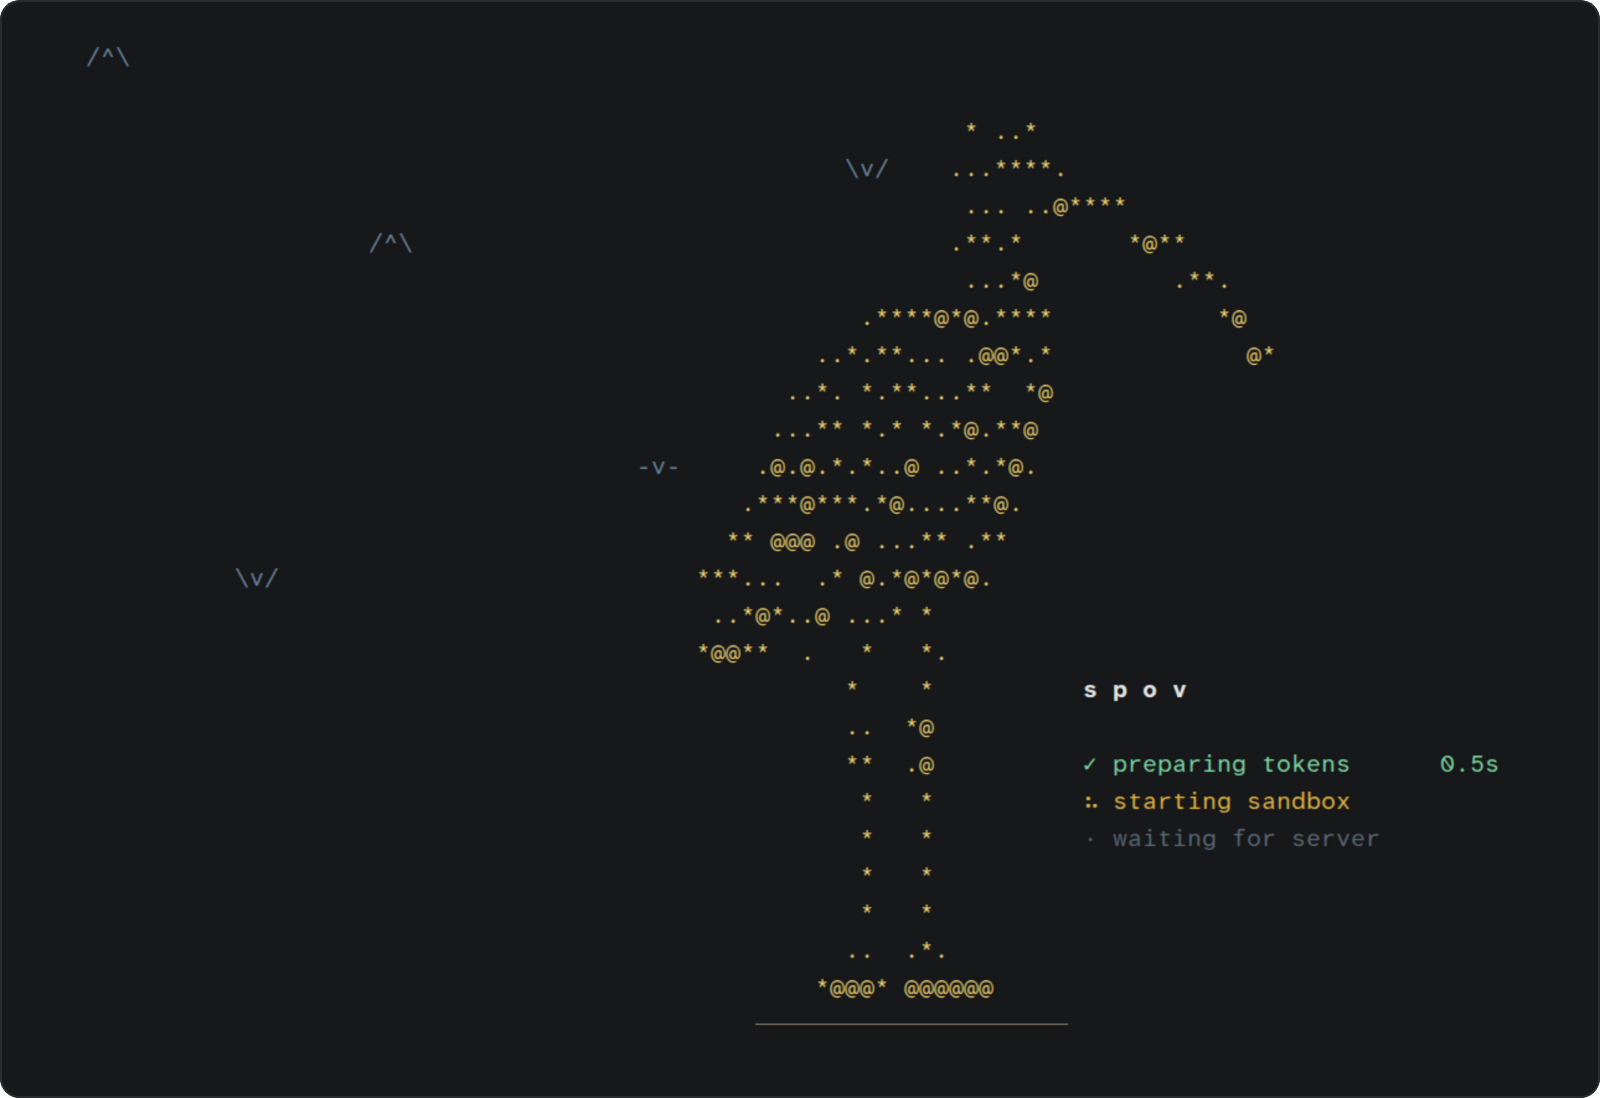 /^\
* ..*
\v/ ...****.
... ..@****
/^\ .**.* *@**
...*@ .**.
.****@*@.**** *@
..*.**... .@@*.* @*
..*. *.**...** *@
...** *.* *.*@.**@
-v- .@.@.*.*..@ ..*.*@.
.***@***.*@....**@.
** @@@ .@ ...** .**
\v/ ***... .* @.*@*@*@.
..*@*..@ ...* *
*@@** . * *.
* * s p o v
.. *@
** .@ ✓ preparing tokens 0.5s
* * ⠦ starting sandbox
* * · waiting for server
* *
* *
.. .*.
*@@@* @@@@@@